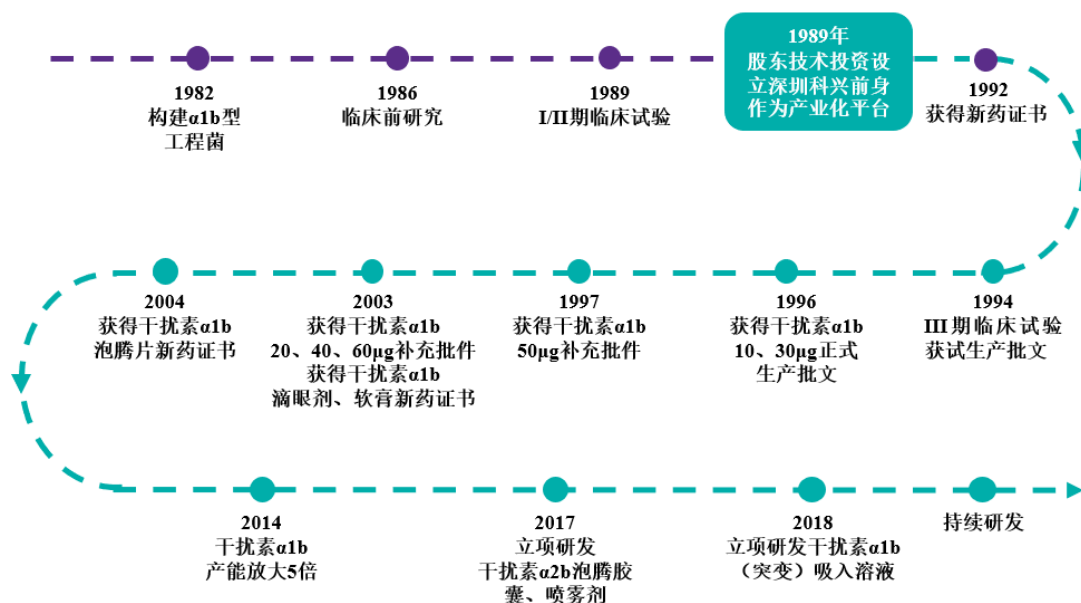 1982
构建α1b型
工程菌
1986
临床前研究
1989
I/II期临床试验
1989年
股东技术投资设
立深圳科兴前身
作为产业化平台
1992
获得新药证书
1994
III期临床试验
获试生产批文
1996
获得干扰素α1b
10、30μg正式
生产批文
1997
获得干扰素α1b
50μg补充批件
2003
获得干扰素α1b
20、40、60μg补充批件
获得干扰素α1b
滴眼剂、软膏新药证书
2004
获得干扰素α1b
泡腾片新药证书
2014
干扰素α1b
产能放大5倍
2017
立项研发
干扰素α2b泡腾胶
囊、喷雾剂
2018
立项研发干扰素α1b
（突变）吸入溶液
持续研发